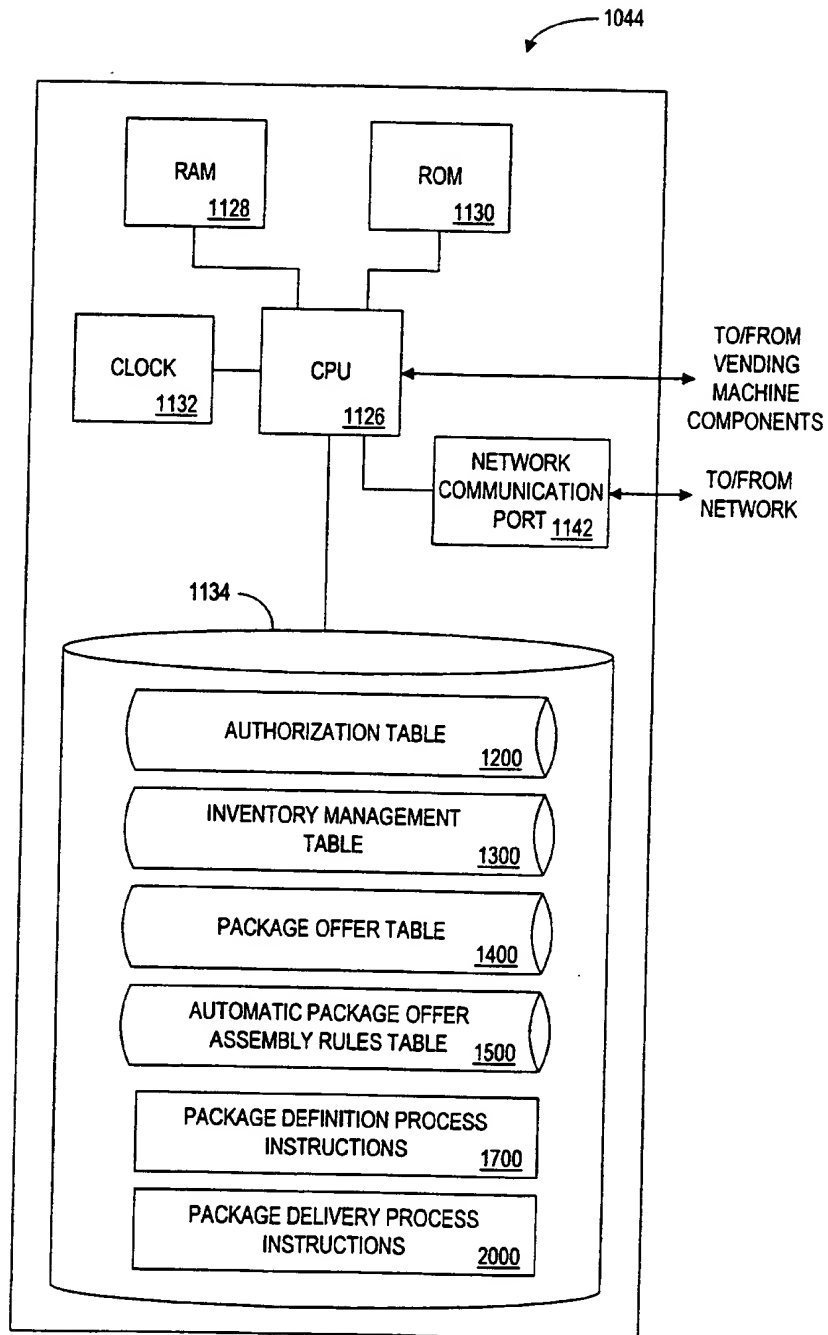 1044
RAM
1128
ROM
1130
CLOCK
1132
CPU
1126
TO/FROM
VENDING
MACHINE
COMPONENTS
NETWORK
COMMUNICATION
PORT 1142
TO/FROM
NETWORK
1134
AUTHORIZATION TABLE
1200
INVENTORY MANAGEMENT
TABLE
1300
PACKAGE OFFER TABLE
1400
AUTOMATIC PACKAGE OFFER
ASSEMBLY RULES TABLE
1500
PACKAGE DEFINITION PROCESS
INSTRUCTIONS
1700
PACKAGE DELIVERY PROCESS
INSTRUCTIONS
2000